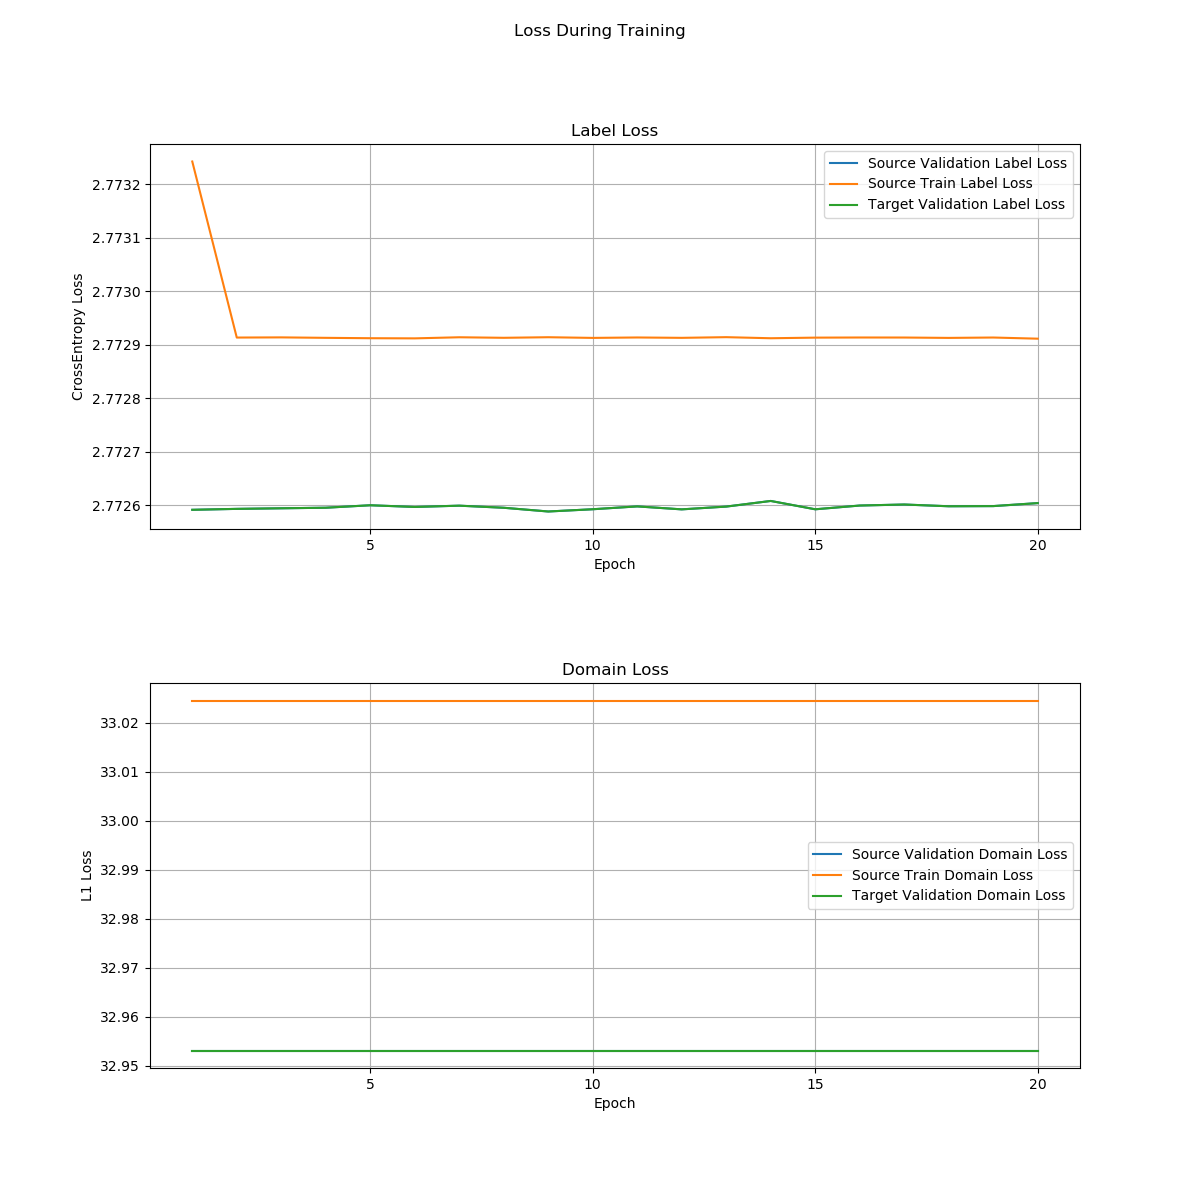 Loss During Training
Label Loss
CrossEntropy Loss
2.7732
2.7731
2.7730
2.7729
2.7728
2.7727
2.7726
Source Validation Label Loss
Source Train Label Loss
Target Validation Label Loss
5 10 15 20
Epoch
Domain Loss
L1 Loss
33.02
33.01
33.00
32.99
32.98
32.97
32.96
32.95
Source Validation Domain Loss
Source Train Domain Loss
Target Validation Domain Loss
5 10 15 20
Epoch